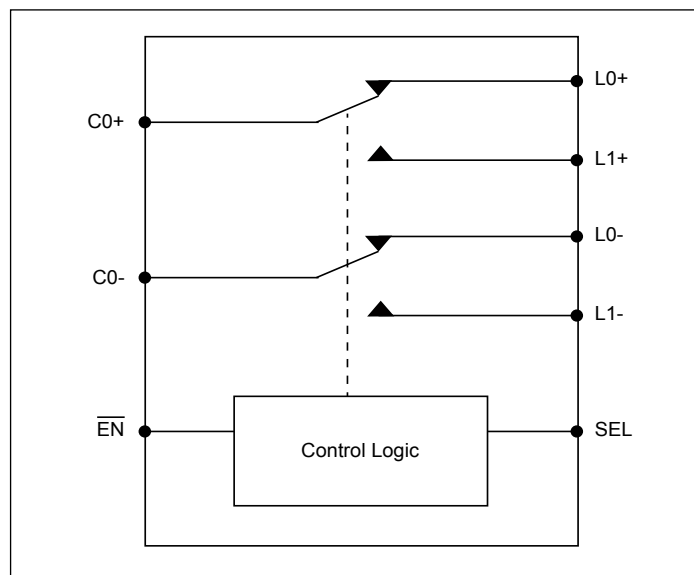 L0+
C0+
L1+
L0-
C0-
L1-
EN
Control Logic
SEL